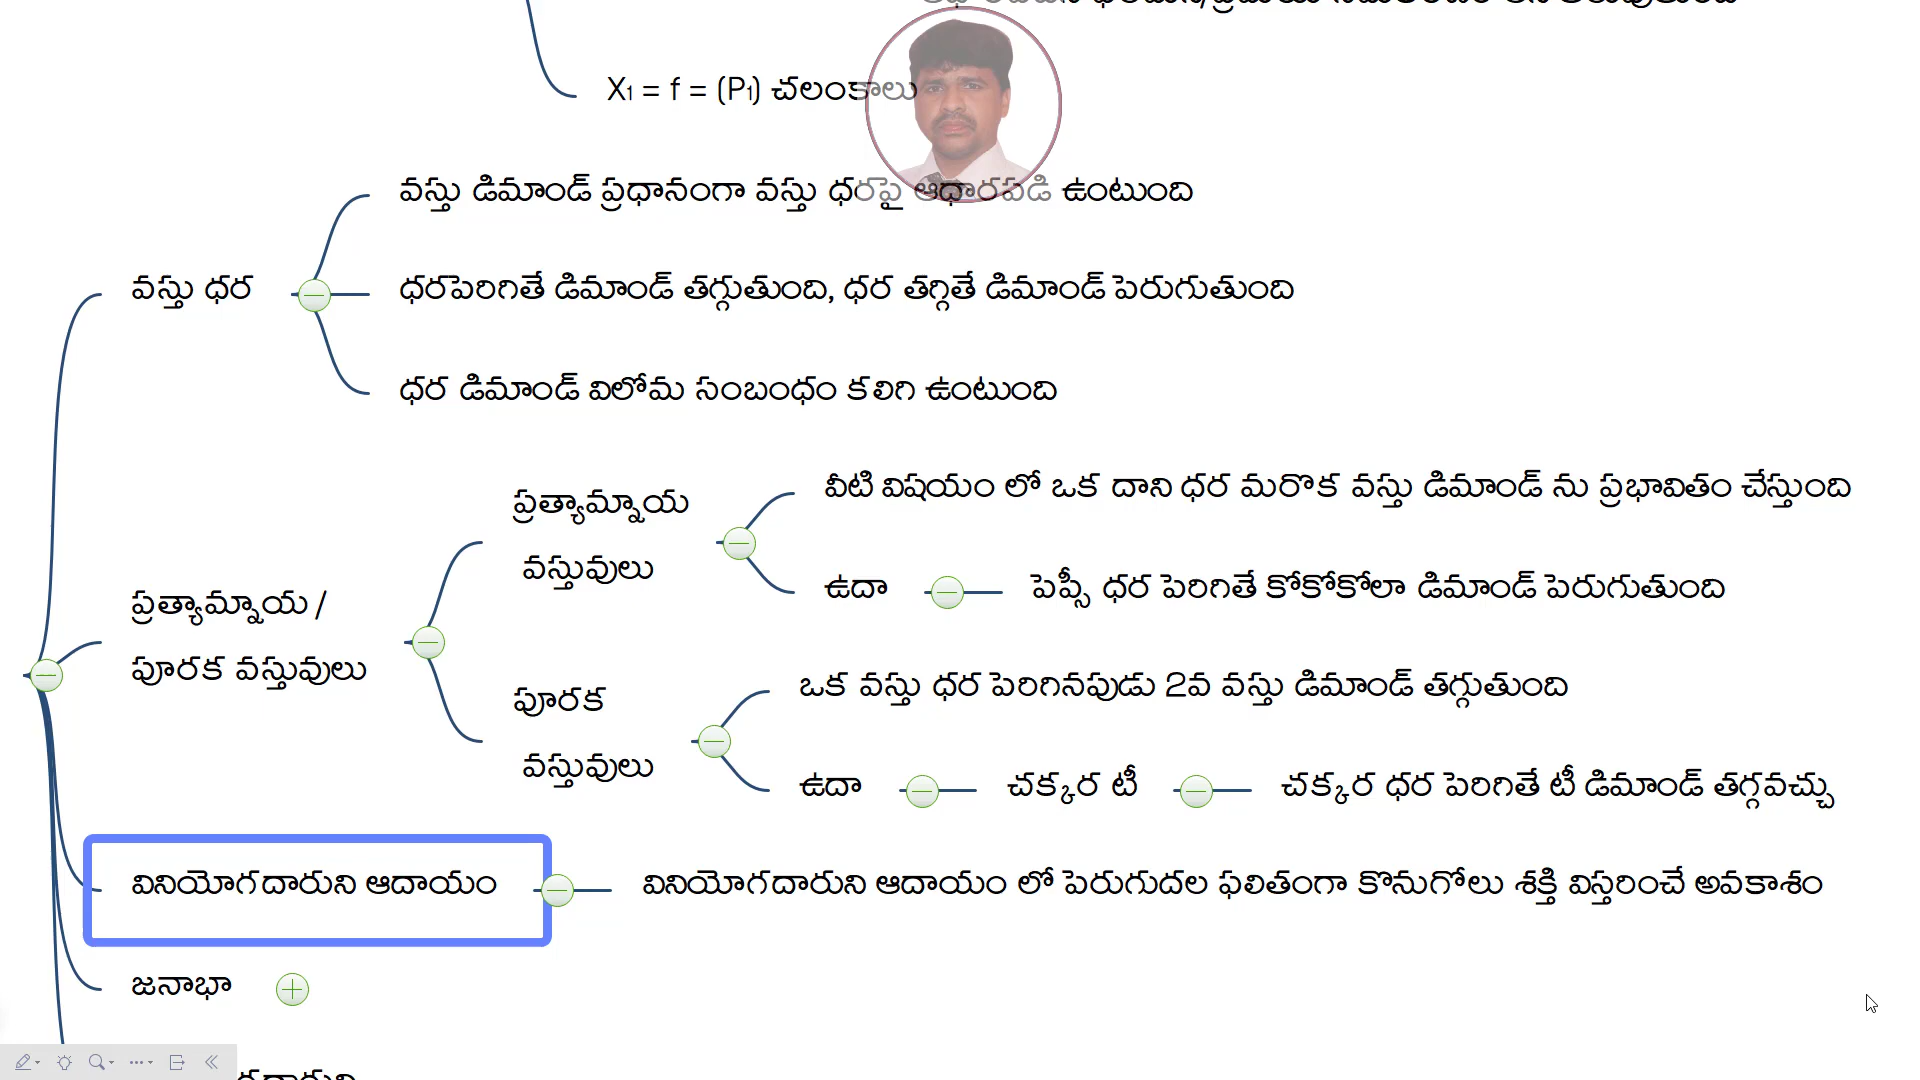 X₁ = f = (P₁) చలంకాలు
వస్తు డిమాండ్ ప్రధానంగా వస్తు ధరపై ఆధారపడి ఉంటుంది
వస్తు ధర
ధరపెరిగితే డిమాండ్ తగ్గుతుంది, ధర తగ్గితే డిమాండ్ పెరుగుతుంది
ధర డిమాండ్ విలోమ సంబంధం కలిగి ఉంటుంది
ప్రత్యామ్నాయ /
పూరక వస్తువులు
ప్రత్యామ్నాయ
వస్తువులు
వీటి విషయం లో ఒక దాని ధర మరొక వస్తు డిమాండ్ ను ప్రభావితం చేస్తుంది
ఉదా
పెప్సీ ధర పెరిగితే కోకోకోలా డిమాండ్ పెరుగుతుంది
పూరక
వస్తువులు
ఒక వస్తు ధర పెరిగినపుడు 2వ వస్తు డిమాండ్ తగ్గుతుంది
ఉదా
చక్కర టీ
చక్కర ధర పెరిగితే టీ డిమాండ్ తగ్గవచ్చు
వినియోగదారుని ఆదాయం
వినియోగదారుని ఆదాయం లో పెరుగుదల ఫలితంగా కొనుగోలు శక్తి విస్తరించే అవకాశం
జనాభా